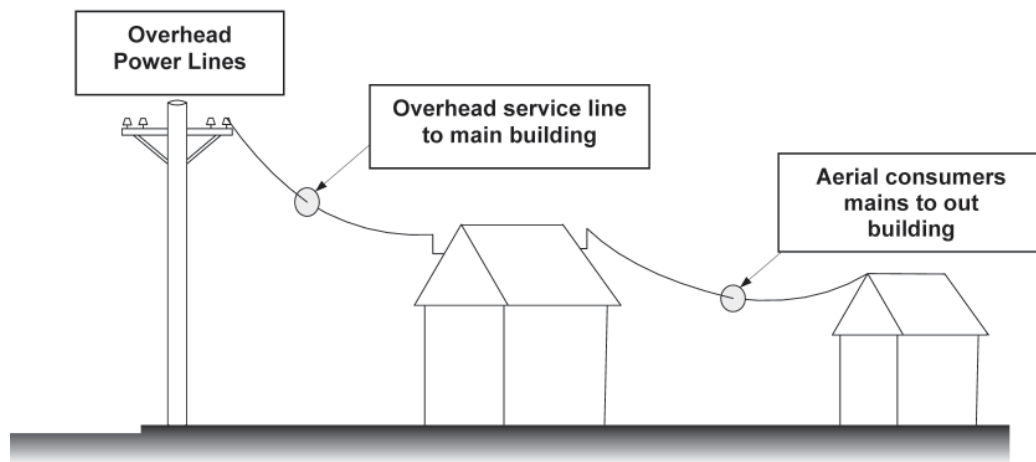 Overhead
Power Lines
Overhead service line
to main building
Aerial consumers
mains to out
building